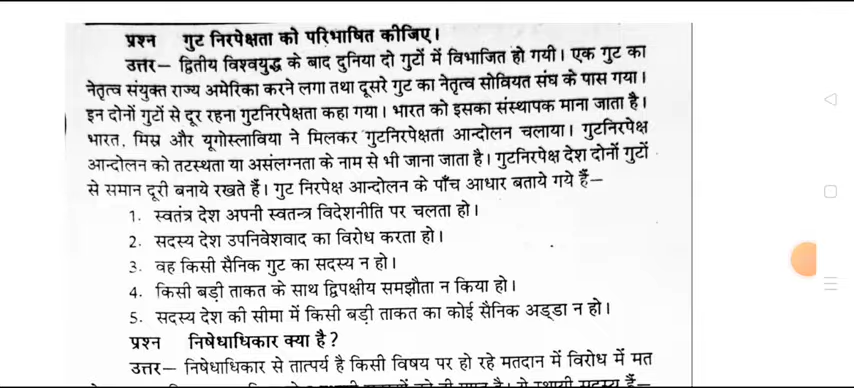 प्रश्न गुट निरपेक्षता को परिभाषित कीजिए।
उत्तर— द्वितीय विश्वयुद्ध के बाद दुनिया दो गुटों में विभाजित हो गयी। एक गुट का
नेतृत्व संयुक्त राज्य अमेरिका करने लगा तथा दूसरे गुट का नेतृत्व सोवियत संघ के पास गया।
इन दोनों गुटों से दूर रहना गुटनिरपेक्षता कहा गया। भारत को इसका संस्थापक माना जाता है।
भारत, मिस्र और यूगोस्लाविया ने मिलकर गुटनिरपेक्षता आन्दोलन चलाया। गुटनिरपेक्ष
आन्दोलन को तटस्थता या असंलग्नता के नाम से भी जाना जाता है। गुटनिरपेक्ष देश दोनों गुटों
से समान दूरी बनाये रखते हैं। गुट निरपेक्ष आन्दोलन के पाँच आधार बताये गये हैं—
1. स्वतंत्र देश अपनी स्वतन्त्र विदेशनीति पर चलता हो।
2. सदस्य देश उपनिवेशवाद का विरोध करता हो।
3. वह किसी सैनिक गुट का सदस्य न हो।
4. किसी बड़ी ताकत के साथ द्विपक्षीय समझौता न किया हो।
5. सदस्य देश की सीमा में किसी बड़ी ताकत का कोई सैनिक अड्डा न हो।
प्रश्न निषेधाधिकार क्या है?
उत्तर— निषेधाधिकार से तात्पर्य है किसी विषय पर हो रहे मतदान में विरोध में मत